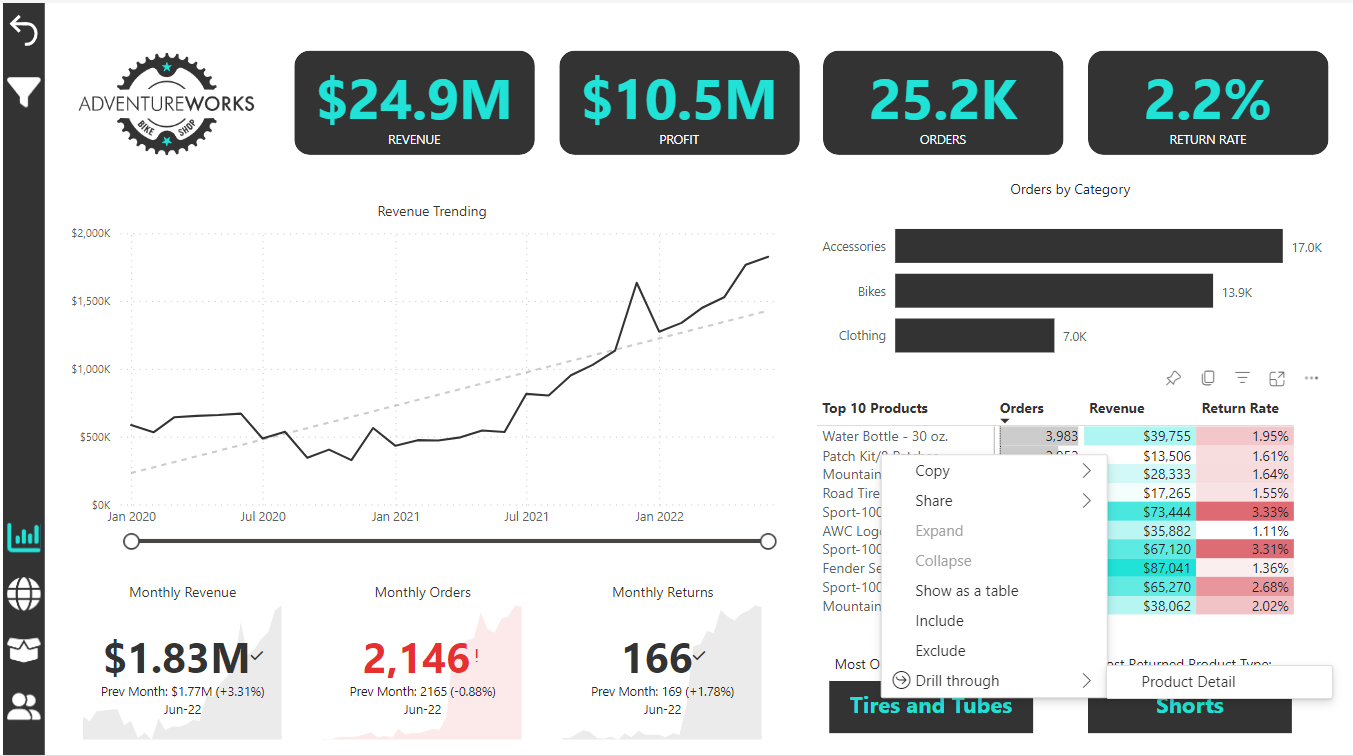 ADVENTUREWORKS
BIKE SHOP
$24.9M
REVENUE
$10.5M
PROFIT
25.2K
ORDERS
2.2%
RETURN RATE
Revenue Trending
$2,000K
$1,500K
$1,000K
$500K
$0K
Jan 2020 Jul 2020 Jan 2021 Jul 2021 Jan 2022
Orders by Category
Accessories 17.0K
Bikes 13.9K
Clothing 7.0K
Top 10 Products Orders Revenue Return Rate
Water Bottle - 30 oz. 3,983 $39,755 1.95%
Patch Kit/8 $13,506 1.61%
Mountain $28,333 1.64%
Road Tire $17,265 1.55%
Sport-100 $73,444 3.33%
AWC Logo $35,882 1.11%
Sport-100 $67,120 3.31%
Fender Se $87,041 1.36%
Sport-100 $65,270 2.68%
Mountain $38,062 2.02%
Copy
Share
Expand
Collapse
Show as a table
Include
Exclude
Drill through
Product Detail
Monthly Revenue
$1.83M
Prev Month: $1.77M (+3.31%)
Jun-22
Monthly Orders
2,146!
Prev Month: 2165 (-0.88%)
Jun-22
Monthly Returns
166
Prev Month: 169 (+1.78%)
Jun-22
Most O
Tires and Tubes
st Returned Product Type:
Shorts